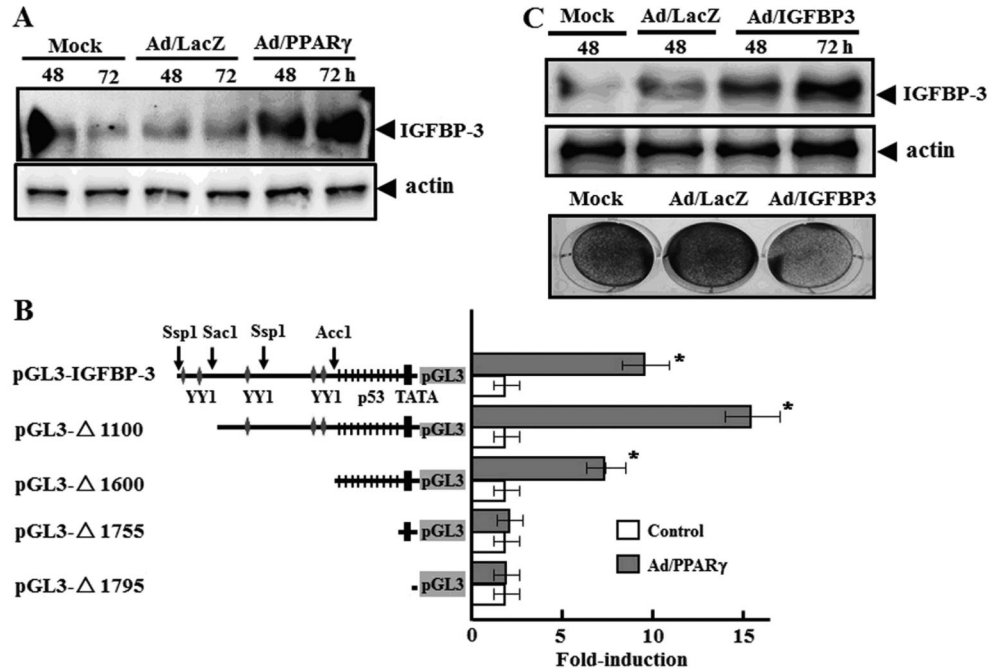 A
Mock Ad/LacZ Ad/PPARγ
48 72 48 72 48 72 h
IGFBP-3
actin
C
Mock Ad/LacZ Ad/IGFBP3
48 48 48 72 h
IGFBP-3
actin
Mock Ad/LacZ Ad/IGFBP3
B
Ssp1 Sac1 Ssp1 Acc1
pGL3-IGFBP-3 pGL3 *
YY1 YY1 YY1 p53 TATA
pGL3-△1100 pGL3 *
pGL3-△1600 pGL3 *
pGL3-△1755 pGL3
pGL3-△1795 pGL3
Control
Ad/PPARγ
0 5 10 15
Fold-induction